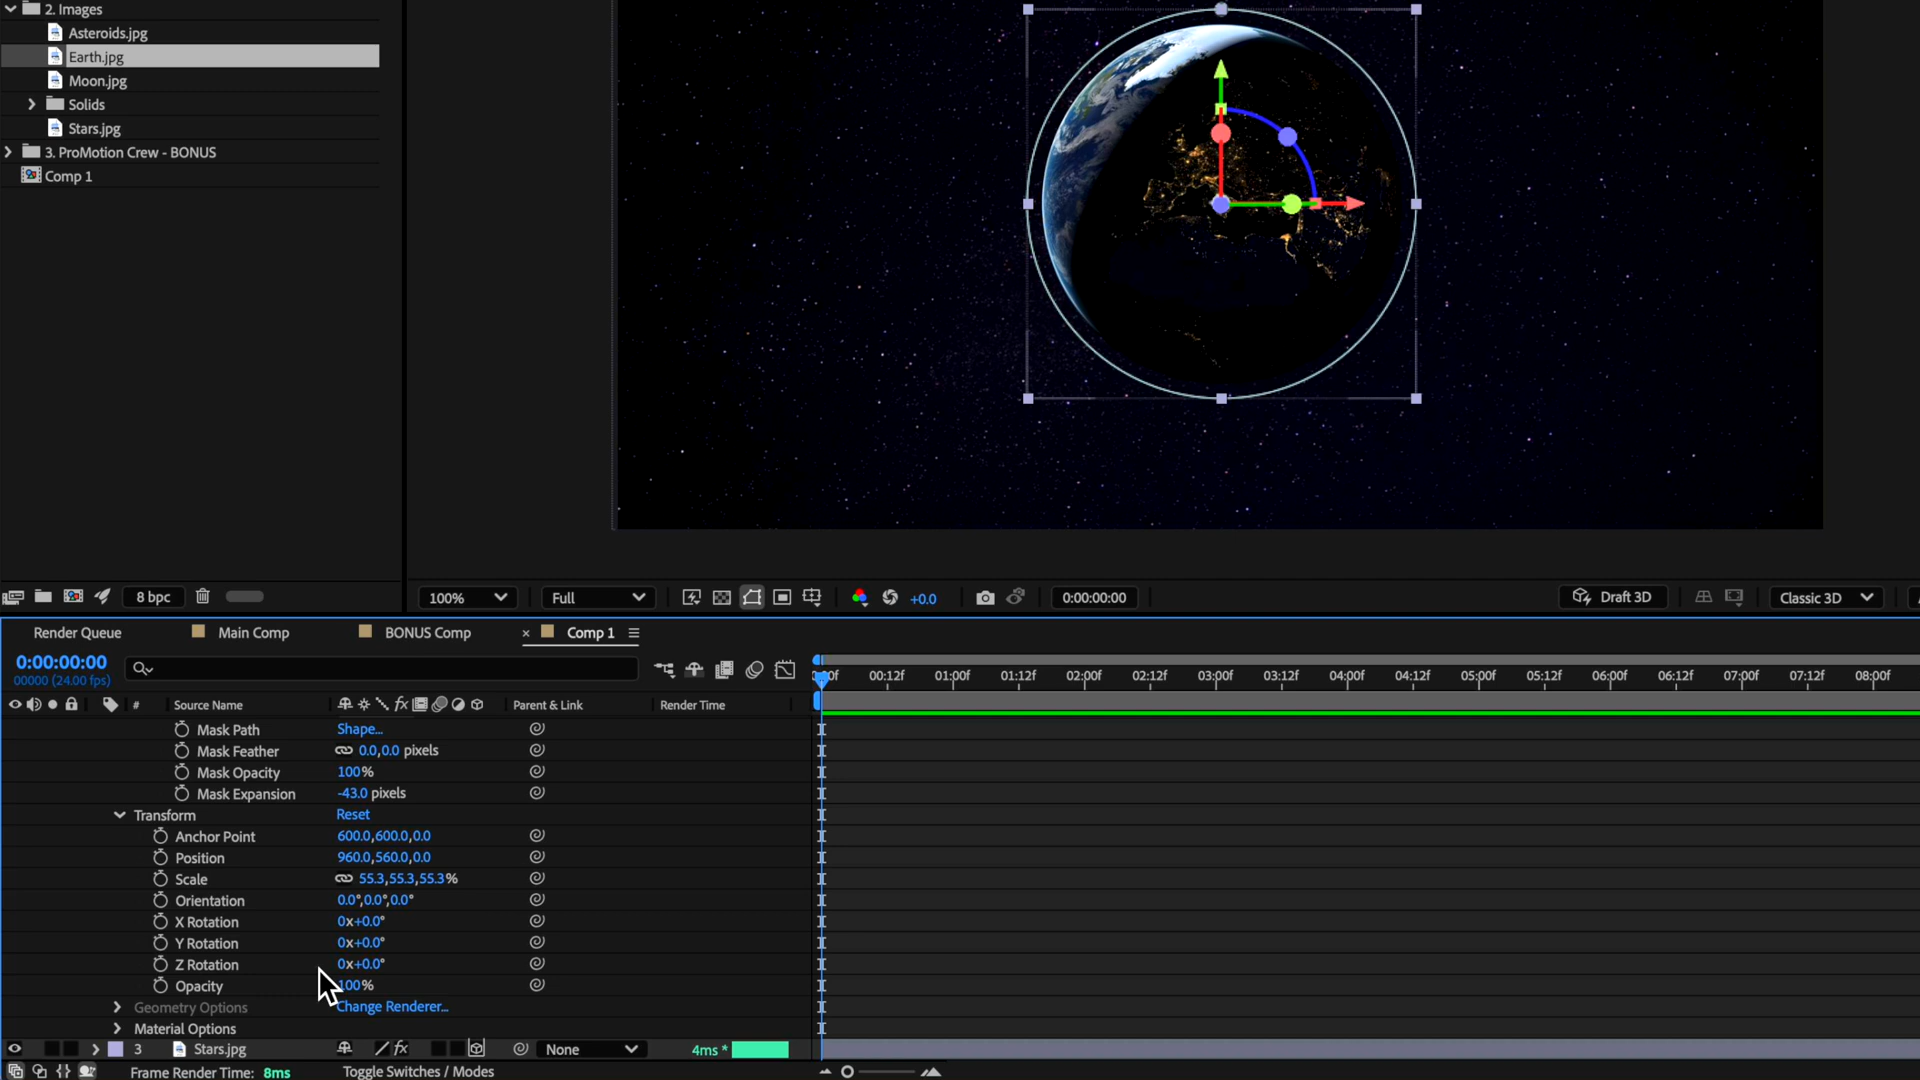 2. Images
Asteroids.jpg
Earth.jpg
Moon.jpg
Solids
Stars.jpg
3. ProMotion Crew - BONUS
Comp 1
8 bpc
100%
Full
+0.0
0:00:00:00
Draft 3D
Classic 3D
Render Queue
Main Comp
BONUS Comp
× Comp 1
0:00:00:00
00000 (24.00 fps)
00:12f 01:00f 01:12f 02:00f 02:12f 03:00f 03:12f 04:00f 04:12f 05:00f 05:12f 06:00f 06:12f 07:00f 07:12f 08:00f
# Source Name fx Parent & Link Render Time
Mask Path Shape...
Mask Feather 0.0,0.0 pixels
Mask Opacity 100%
Mask Expansion -43.0 pixels
Transform Reset
Anchor Point 600.0,600.0,0.0
Position 960.0,560.0,0.0
Scale 55.3,55.3,55.3%
Orientation 0.0°,0.0°,0.0°
X Rotation 0x+0.0°
Y Rotation 0x+0.0°
Z Rotation 0x+0.0°
Opacity 100%
Geometry Options Change Renderer...
Material Options
3 Stars.jpg fx None 4ms *
Frame Render Time: 8ms Toggle Switches / Modes